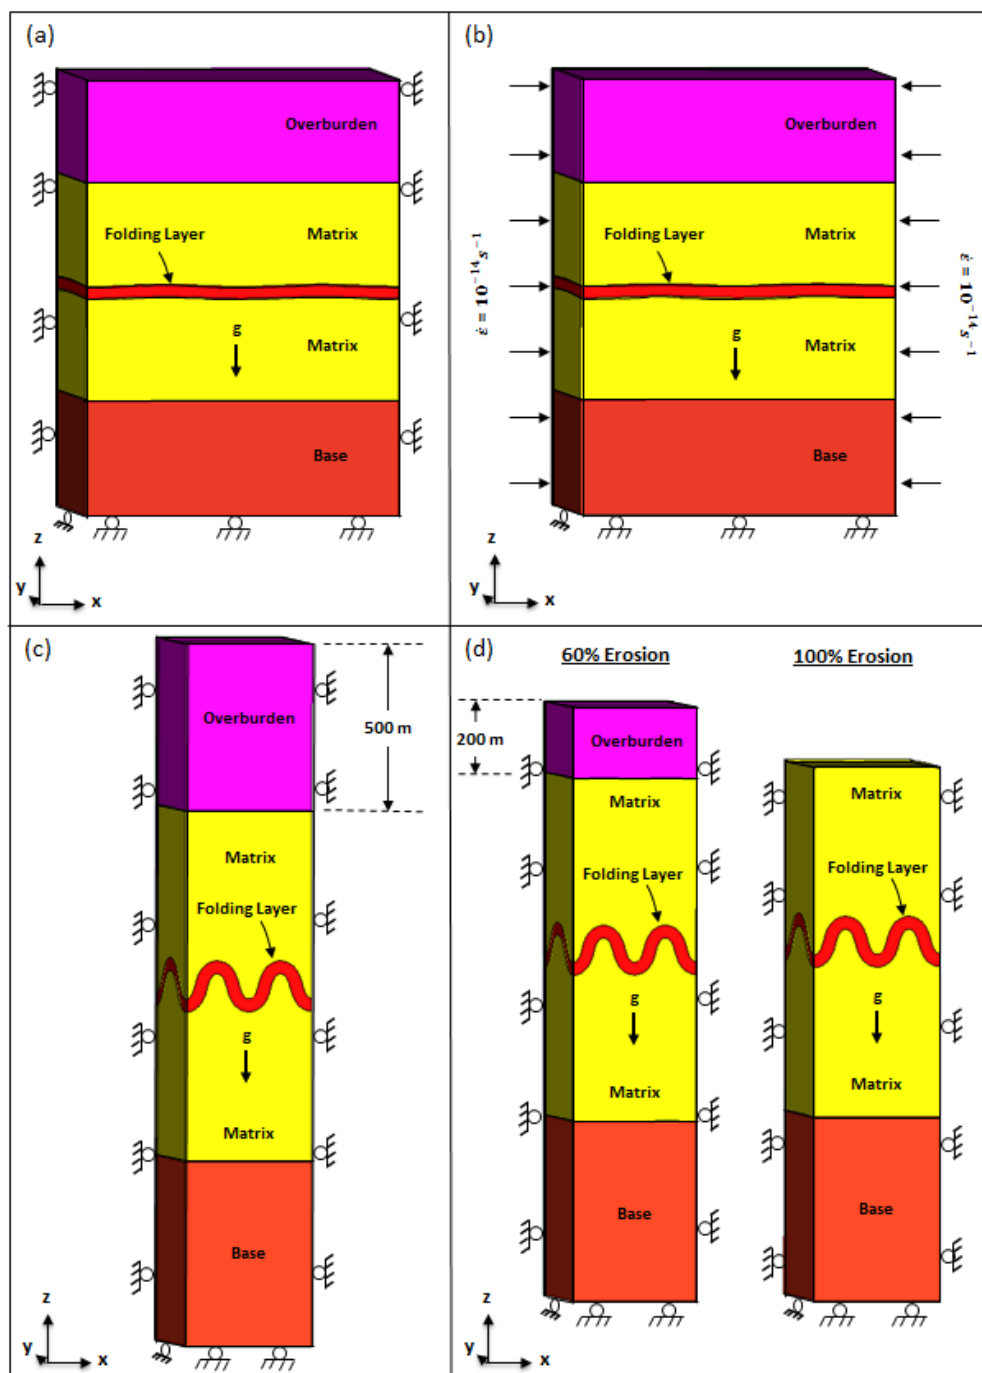 (a)
Overburden
Folding Layer
Matrix
g
Matrix
Base
z
y
x
(b)
Overburden
Folding Layer
Matrix
ε̇ = 10⁻¹⁴s⁻¹
ε̇ = 10⁻¹⁴s⁻¹
g
Matrix
Base
z
y
x
(c)
Overburden
500 m
Matrix
Folding Layer
g
Matrix
Base
z
y
x
(d)
60% Erosion
100% Erosion
200 m
Overburden
Matrix
Folding Layer
g
Matrix
Base
Matrix
Folding Layer
g
Matrix
Base
z
y
x